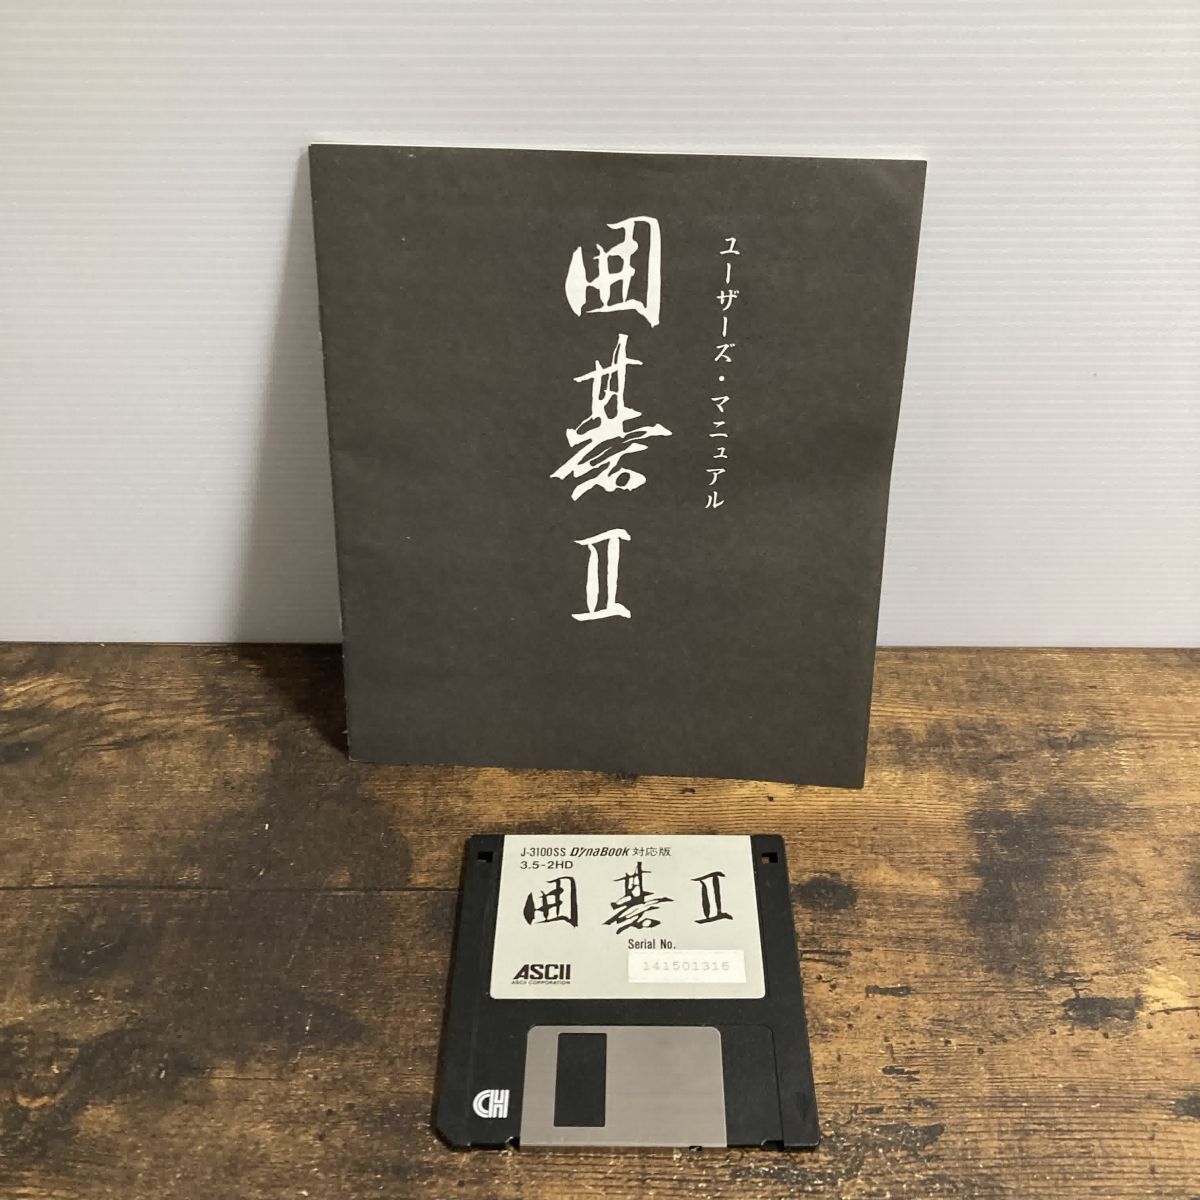 ユーザーズ・マニュアル
囲碁II
J-3100SS DynaBook 対応版
3.5-2HD
囲碁II
Serial No.
141501316
ASCII
ASCII CORPORATION